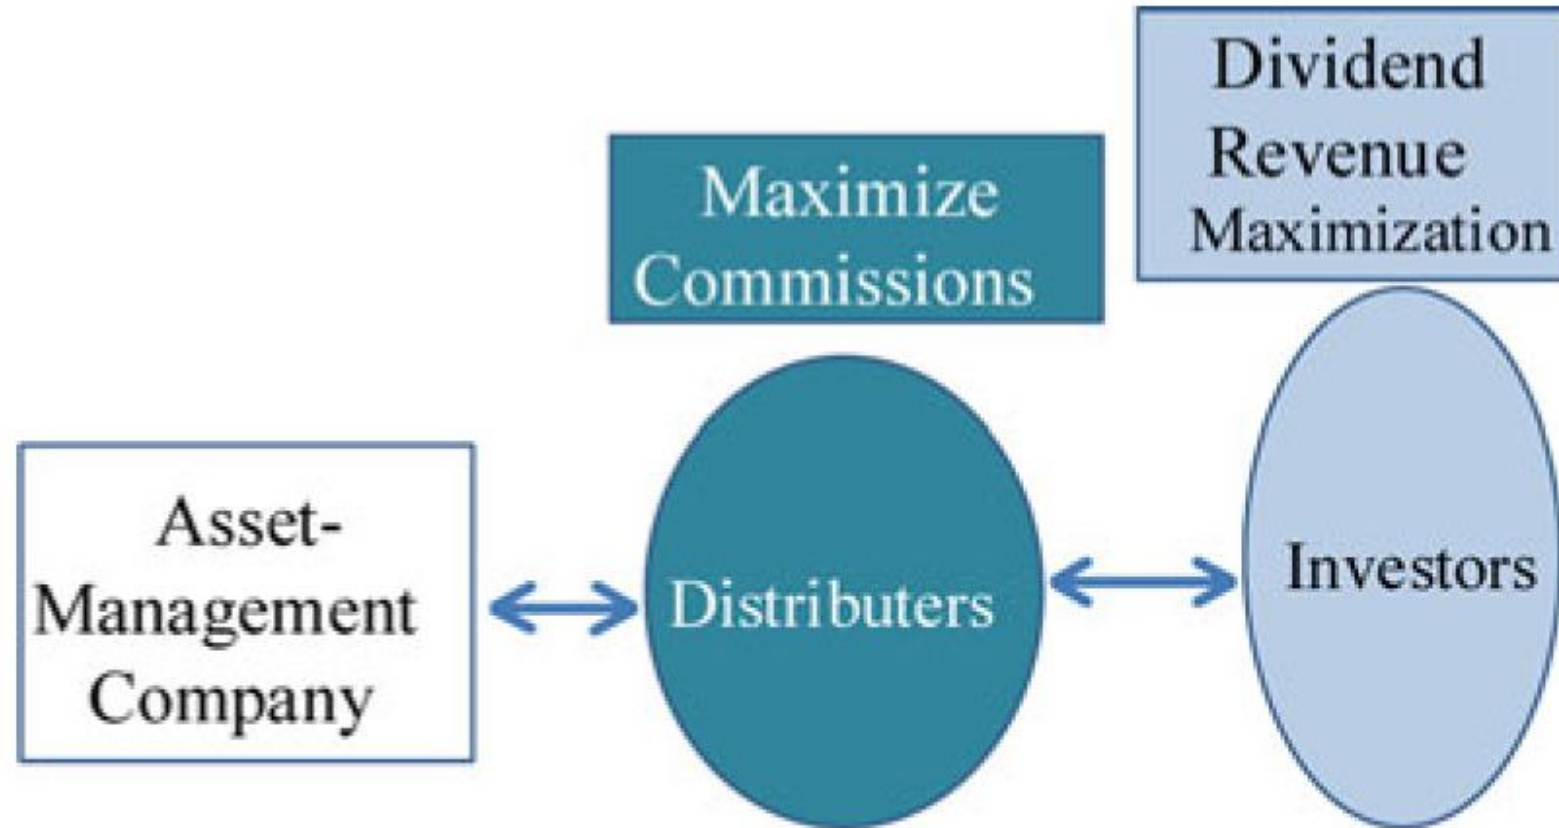 Dividend
Revenue
Maximization
Maximize
Commissions
Asset-
Management
Company
Distributers
Investors